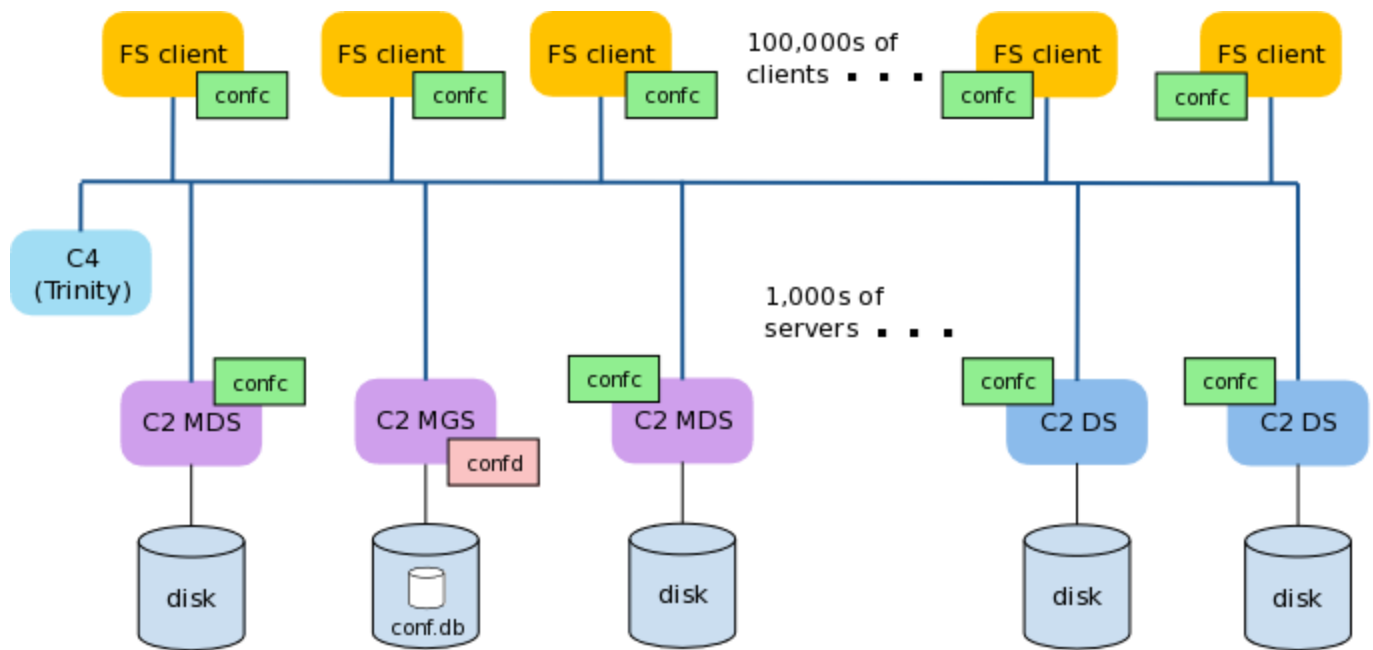 FS client
FS client
FS client
100,000s of
clients
FS client
FS client
confc
confc
confc
confc
confc
C4
(Trinity)
1,000s of
servers
confc
confc
confc
confc
C2 MDS
C2 MGS
C2 MDS
C2 DS
C2 DS
confd
disk
conf.db
disk
disk
disk